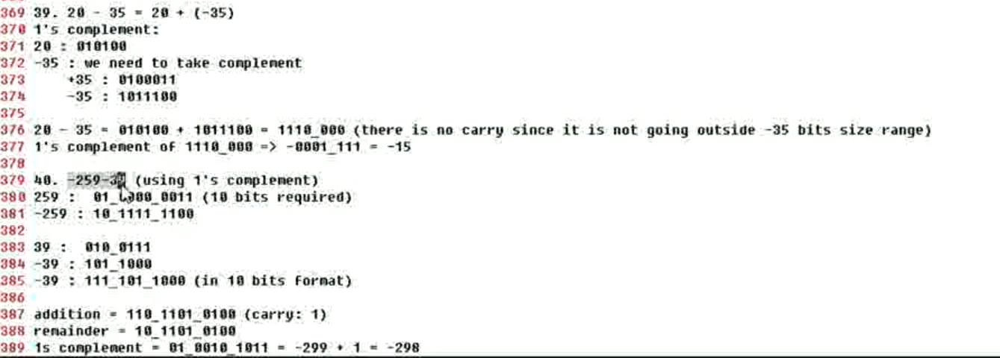 369 39. 20 - 35 = 20 + (-35)
370 1's complement:
371 20 : 010100
372 -35 : we need to take complement
373 +35 : 0100011
374 -35 : 1011100
375
376 20 - 35 = 010100 + 1011100 = 1110_000 (there is no carry since it is not going outside -35 bits size range)
377 1's complement of 1110_000 => -0001_111 = -15
378
379 40. -259-39 (using 1's complement)
380 259 : 01_0000_0011 (10 bits required)
381 -259 : 10_1111_1100
382
383 39 : 010_0111
384 -39 : 101_1000
385 -39 : 111_101_1000 (in 10 bits format)
386
387 addition = 110_1101_0100 (carry: 1)
388 remainder = 10_1101_0100
389 1s complement = 01_0010_1011 = -299 + 1 = -298